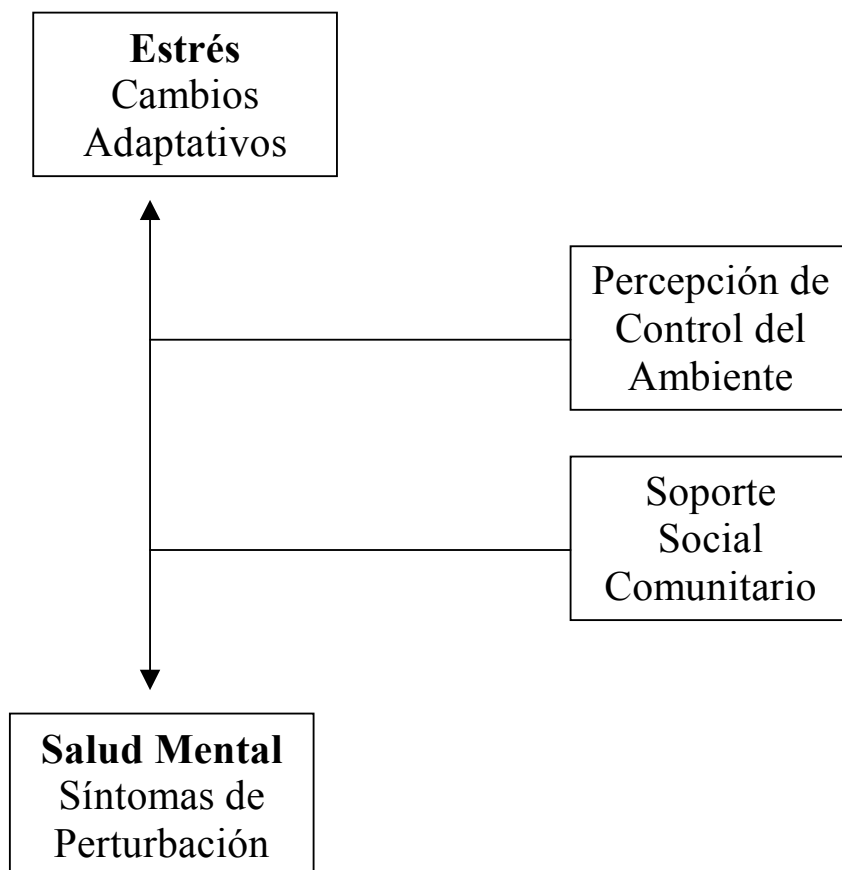 Estrés
Cambios
Adaptativos
Percepción de
Control del
Ambiente
Soporte
Social
Comunitario
Salud Mental
Síntomas de
Perturbación